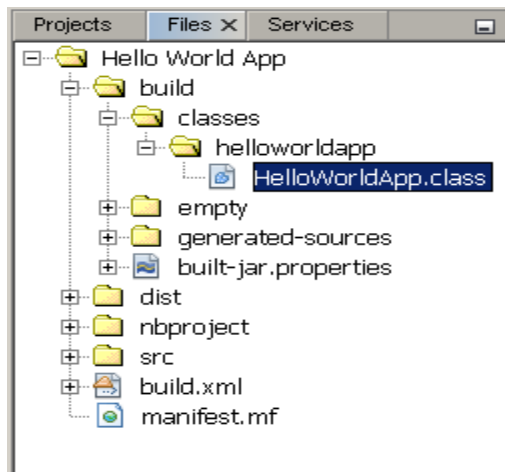 Projects Files Services
Hello World App
build
classes
helloworldapp
HelloWorldApp.class
empty
generated-sources
built-jar.properties
dist
nbproject
src
build.xml
manifest.mf